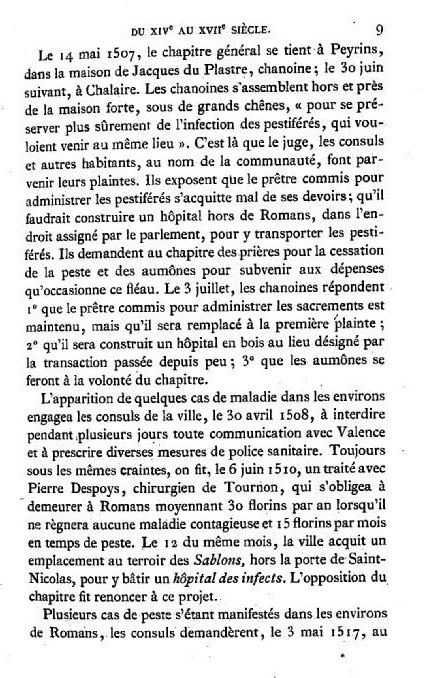 DU XIVe AU XVIIe SIÈCLE. 9
Le 14 mai 1507, le chapitre général se tient à Peyrins,
dans la maison de Jacques du Plastre, chanoine ; le 30 juin
suivant, à Chalaire. Les chanoines s'assemblent hors et près
de la maison forte, sous de grands chênes, « pour se pré-
server plus sûrement de l'infection des pestiférés, qui vou-
loient venir au même lieu ». C'est là que le juge, les consuls
et autres habitants, au nom de la communauté, font par-
venir leurs plaintes. Ils exposent que le prêtre commis pour
administrer les pestiférés s'acquitte mal de ses devoirs ; qu'il
faudrait construire un hôpital hors de Romans, dans l'en-
droit assigné par le parlement, pour y transporter les pesti-
férés. Ils demandent au chapitre des prières pour la cessation
de la peste et des aumônes pour subvenir aux dépenses
qu'occasionne ce fléau. Le 3 juillet, les chanoines répondent
1° que le prêtre commis pour administrer les sacrements est
maintenu, mais qu'il sera remplacé à la première plainte ;
2° qu'il sera construit un hôpital en bois au lieu désigné par
la transaction passée depuis peu ; 3° que les aumônes se
feront à la volonté du chapitre.
L'apparition de quelques cas de maladie dans les environs
engagea les consuls de la ville, le 30 avril 1508, à interdire
pendant plusieurs jours toute communication avec Valence
et à prescrire diverses mesures de police sanitaire. Toujours
sous les mêmes craintes, on fit, le 6 juin 1510, un traité avec
Pierre Despoys, chirurgien de Tournon, qui s'obligea à
demeurer à Romans moyennant 30 florins par an lorsqu'il
ne règnera aucune maladie contagieuse et 15 florins par mois
en temps de peste. Le 12 du même mois, la ville acquit un
emplacement au terroir des Sablons, hors la porte de Saint-
Nicolas, pour y bâtir un hôpital des infects. L'opposition du
chapitre fit renoncer à ce projet.
Plusieurs cas de peste s'étant manifestés dans les environs
de Romans, les consuls demandèrent, le 3 mai 1517, au